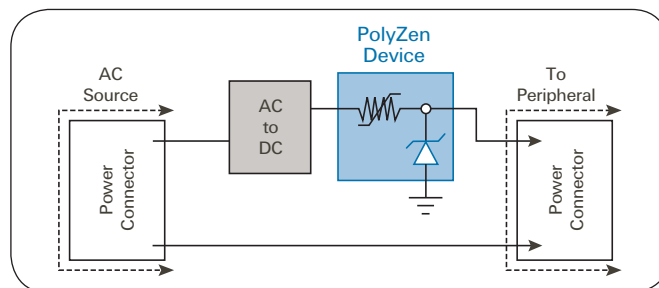 PolyZen
Device
AC
Source
To
Peripheral
AC
to
DC
Power
Connector
Power
Connector